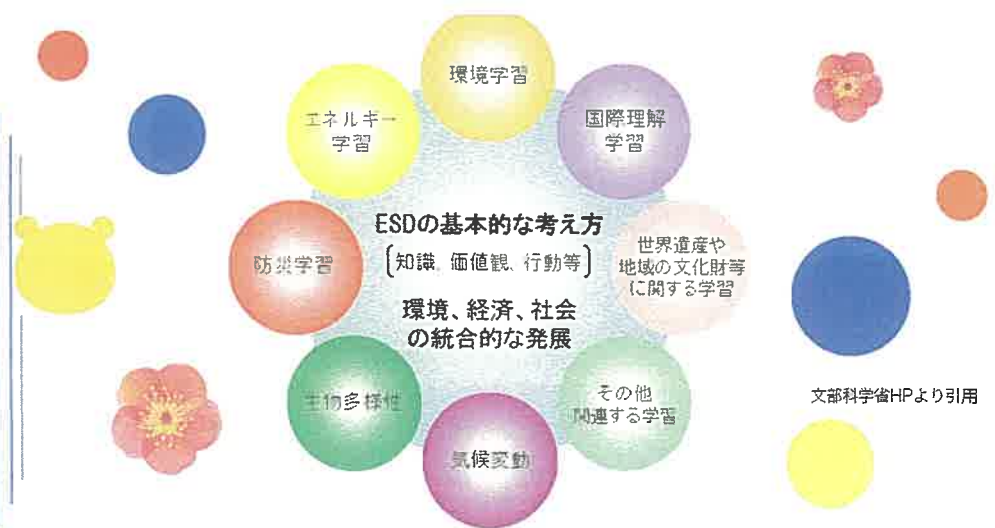 環境学習
エネルギー
学習
国際理解
学習
ESDの基本的な考え方
[知識、価値観、行動等]
環境、経済、社会
の統合的な発展
防災学習
世界遺産や
地域の文化財等
に関する学習
生物多様性
その他
関連する学習
気候変動
文部科学省HPより引用